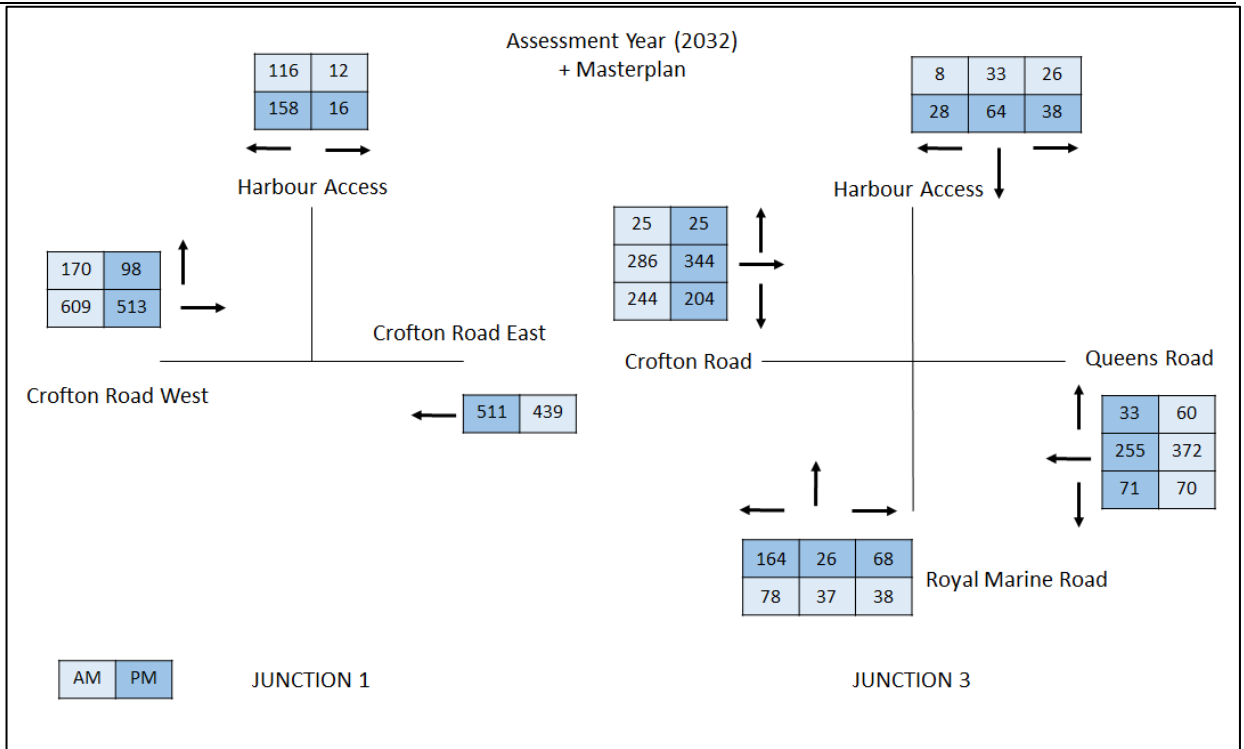 Assessment Year (2032)
+ Masterplan
116 12
158 16
Harbour Access
170 98
609 513
Crofton Road East
Crofton Road West
511 439
AM PM
JUNCTION 1
8 33 26
28 64 38
Harbour Access
25 25
286 344
244 204
Crofton Road
Queens Road
33 60
255 372
71 70
164 26 68
78 37 38
Royal Marine Road
JUNCTION 3